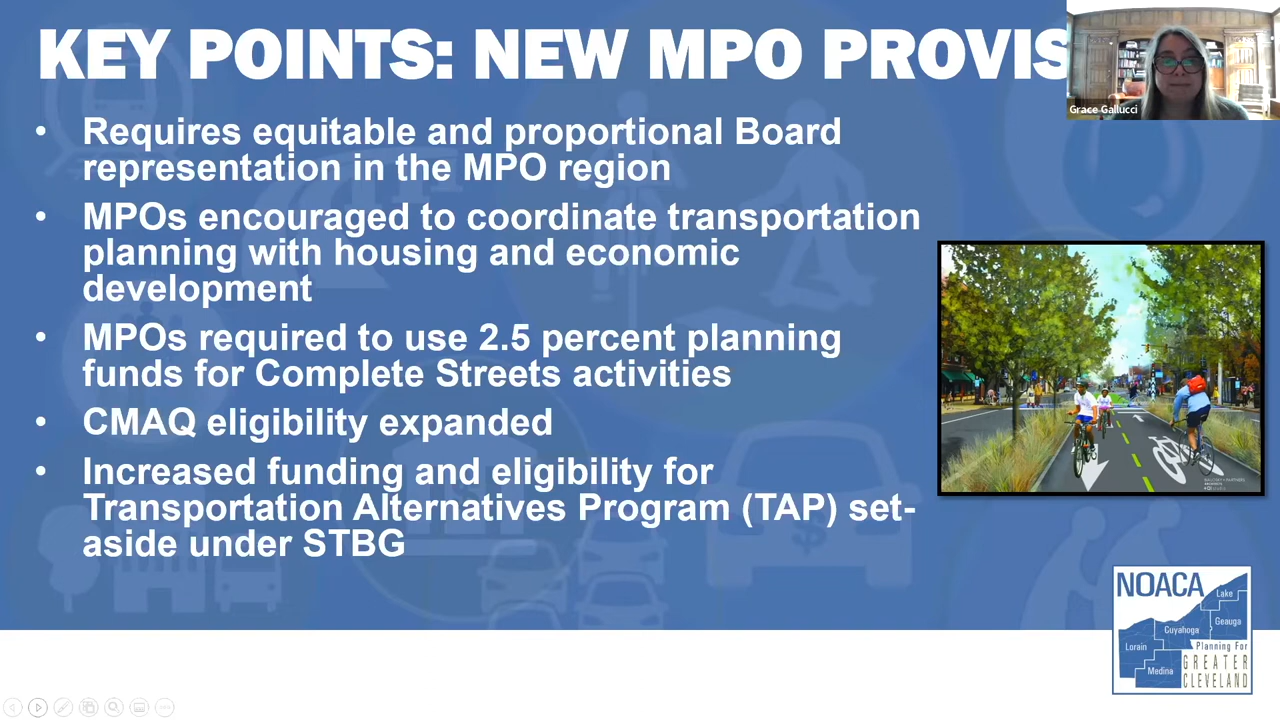 KEY POINTS: NEW MPO PROVIS
Grace Gallucci
• Requires equitable and proportional Board
representation in the MPO region
• MPOs encouraged to coordinate transportation
planning with housing and economic
development
• MPOs required to use 2.5 percent planning
funds for Complete Streets activities
• CMAQ eligibility expanded
• Increased funding and eligibility for
Transportation Alternatives Program (TAP) set-
aside under STBG
NOACA
Lake
Geauga
Cuyahoga
Lorain
Medina
Planning For
GREATER
CLEVELAND